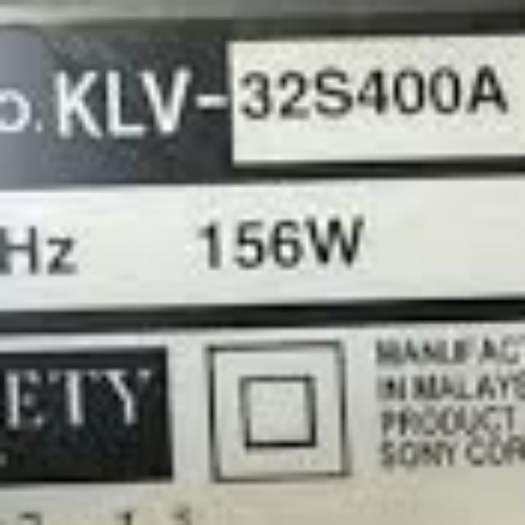 o. KLV-32S400A
Hz 156W
ETY
MANUFACT
IN MALAYS
PRODUCT
SONY COR